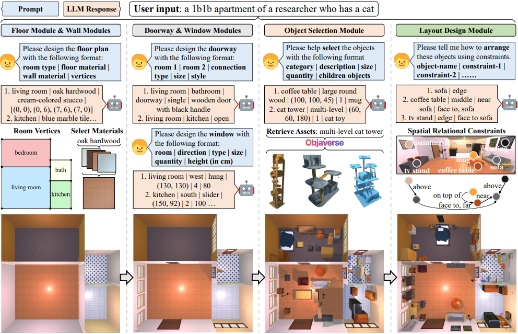 Prompt
LLM Response
User input: a 1b1b apartment of a researcher who has a cat
Floor Module & Wall Modules
Please design the floor plan
with the following format:
room type | floor material |
wall material | vertices
1. living room | oak hardwood |
cream-colored stucco |
((0, 0), (0, 6), (7, 6), (7, 0)]
2. kitchen | blue marble tile…
Room Vertices
Select Materials
oak hardwood
bedroom
bath
living room
kitchen
Doorway & Window Modules
Please design the doorway
with the following format:
room 1 | room 2 | connection
type | size | style
1. living room | bathroom |
doorway | single | wooden door
with black handle
2. living room | kitchen | open
Please design the window with
the following format:
room | direction | type | size |
quantity | height (in cm)
1. living room | west | hung |
(130, 130) | 4 | 80
2. kitchen | south | slider |
(150, 92) | 2 | 100 …
Object Selection Module
Please help select the objects
with the following format
category | description | size |
quantity | children objects
1. coffee table | large round
wood | (100, 100, 45) | 1 | mug
2. cat tower | multi-level | (60,
60, 180) | 1 | cat toy
Retrieve Assets: multi-level cat tower
Objaverse
Layout Design Module
Please tell me how to arrange
these objects using constraints.
object-name | constraint-1 |
constraint-2 | ……
1. sofa | edge
2. coffee table | middle | near
sofa | face to sofa
3. tv stand | edge | face to sofa
Spatial Relational Constraints
painting
mug
sofa
tv stand
coffee table
above
above
on top of
near
face to, far